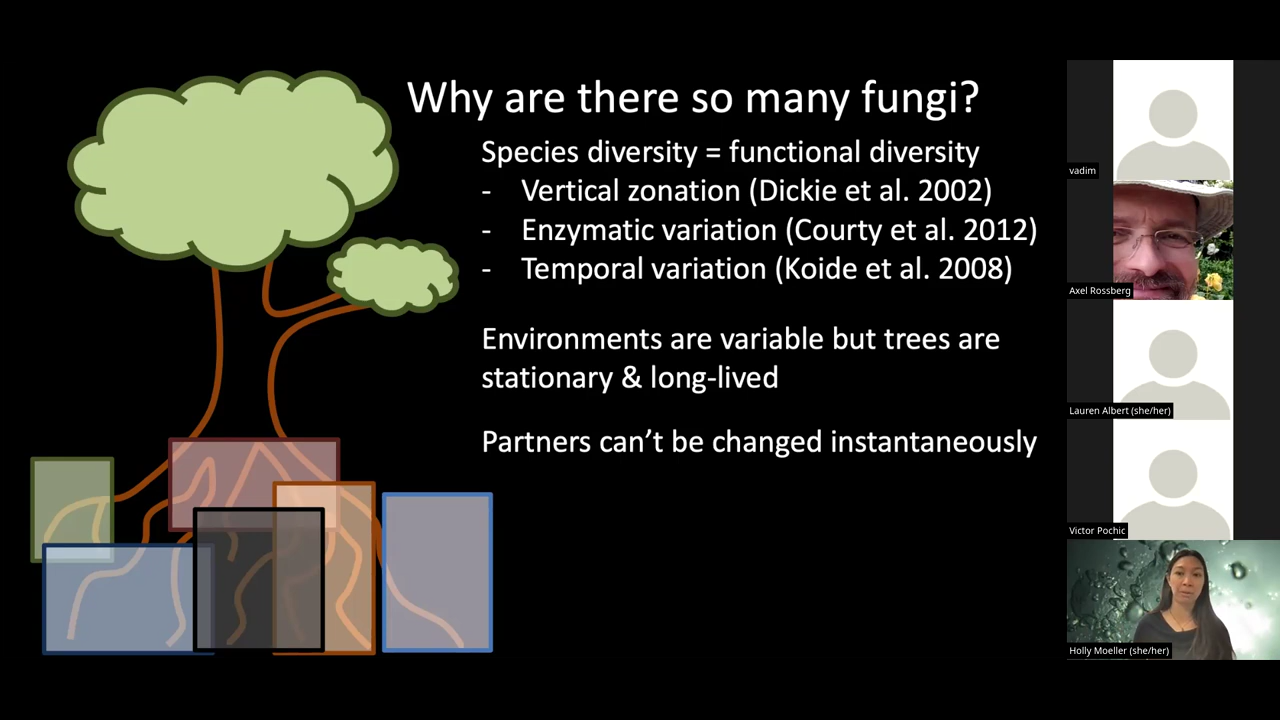 Why are there so many fungi?
Species diversity = functional diversity
- Vertical zonation (Dickie et al. 2002)
- Enzymatic variation (Courty et al. 2012)
- Temporal variation (Koide et al. 2008)
Environments are variable but trees are
stationary & long-lived
Partners can’t be changed instantaneously
vadim
Axel Rossberg
Lauren Albert (she/her)
Victor Pochic
Holly Moeller (she/her)